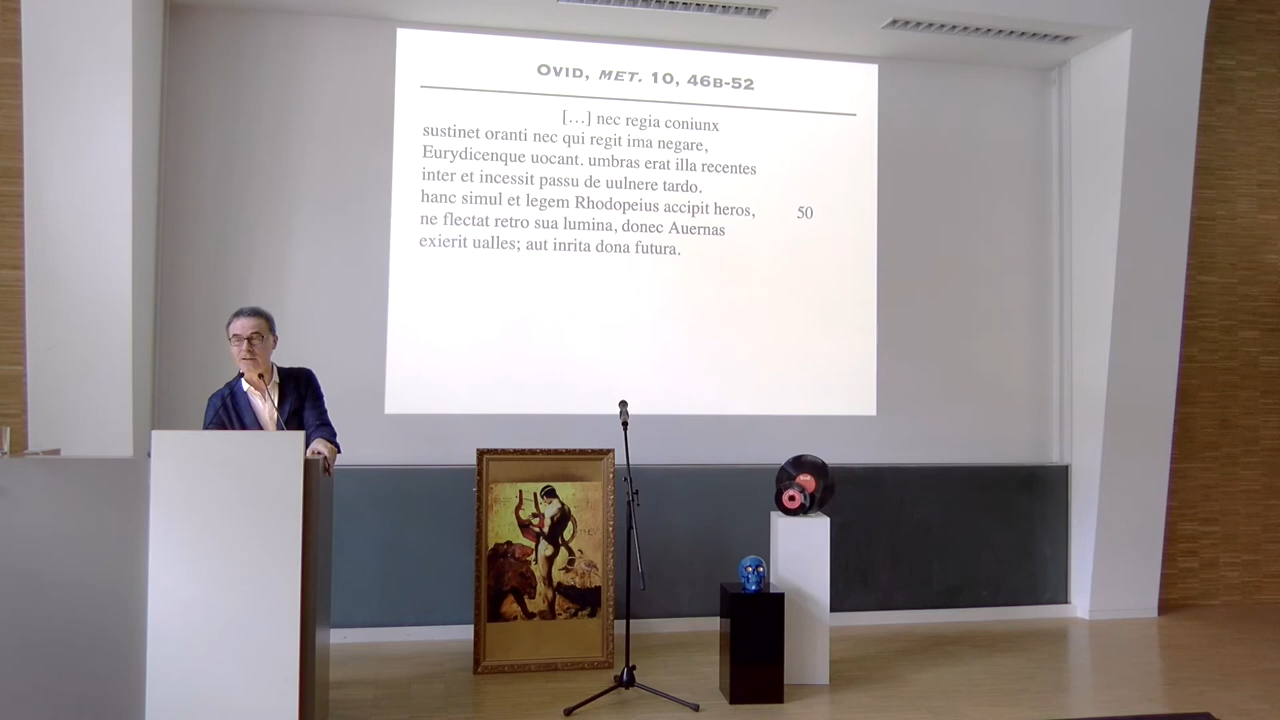 OVID, MET. 10, 46B-52
[…] nec regia coniunx
sustinet oranti nec qui regit ima negare,
Eurydicenque uocant. umbras erat illa recentes
inter et incessit passu de uulnere tardo.
hanc simul et legem Rhodopeius accipit heros, 50
ne flectat retro sua lumina, donec Auernas
exierit ualles; aut inrita dona futura.